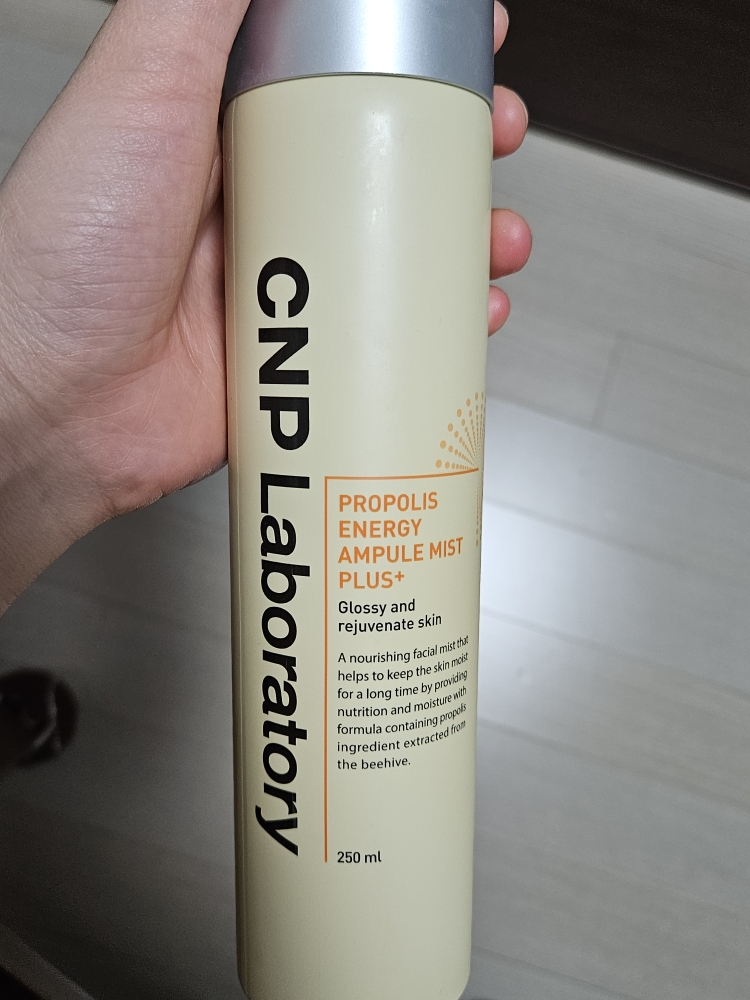 CNP Laboratory
PROPOLIS
ENERGY
AMPULE MIST
PLUS+
Glossy and
rejuvenate skin
A nourishing facial mist that
helps to keep the skin moist
for a long time by providing
nutrition and moisture with
formula containing propolis
ingredient extracted from
the beehive.
250 ml